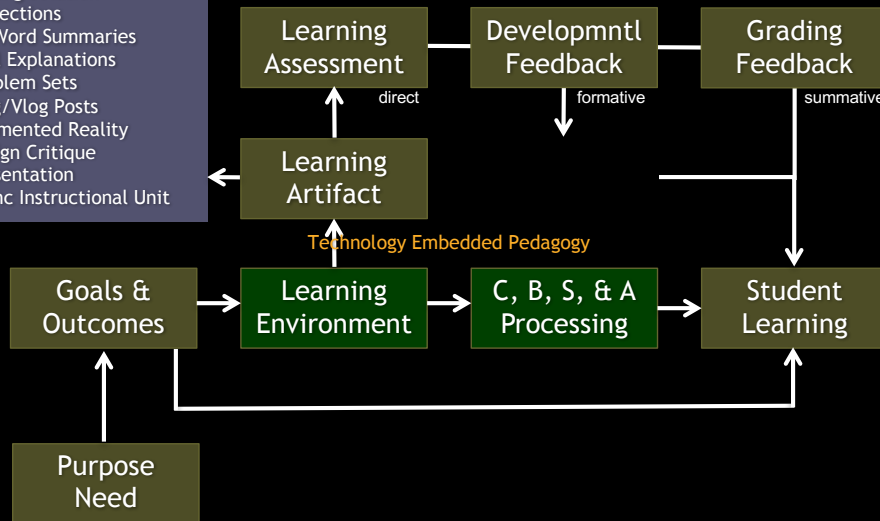 ections
Word Summaries
Explanations
blem Sets
g/Vlog Posts
mented Reality
gn Critique
sentation
nc Instructional Unit
Learning
Assessment
direct
Developmntl
Feedback
formative
Grading
Feedback
summative
Learning
Artifact
Technology Embedded Pedagogy
Goals &
Outcomes
Learning
Environment
C, B, S, & A
Processing
Student
Learning
Purpose
Need